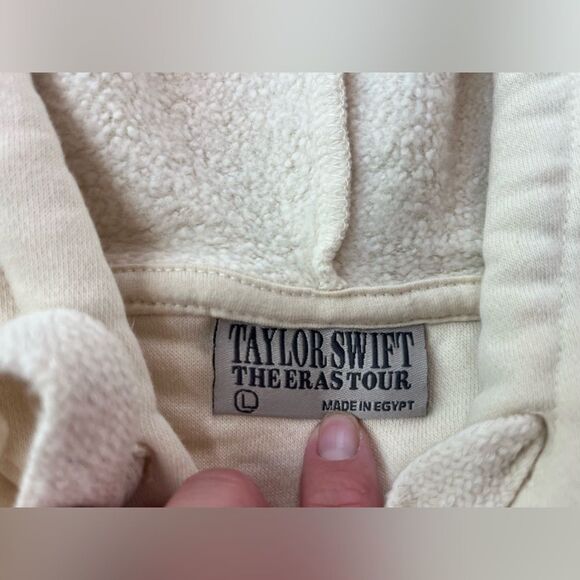 TAYLOR SWIFT
THE ERAS TOUR
L MADE IN EGYPT